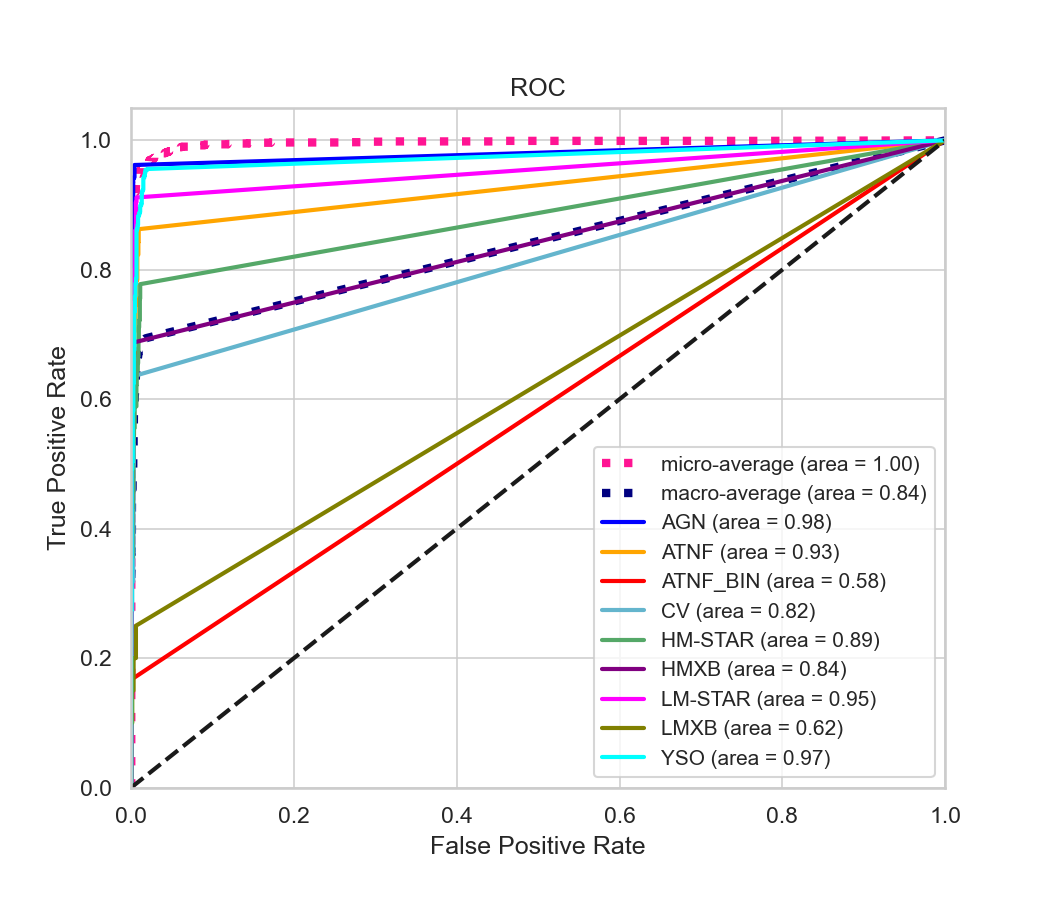 ROC
True Positive Rate
1.0
0.8
0.6
0.4
0.2
0.0
micro-average (area = 1.00)
macro-average (area = 0.84)
AGN (area = 0.98)
ATNF (area = 0.93)
ATNF_BIN (area = 0.58)
CV (area = 0.82)
HM-STAR (area = 0.89)
HMXB (area = 0.84)
LM-STAR (area = 0.95)
LMXB (area = 0.62)
YSO (area = 0.97)
0.0 0.2 0.4 0.6 0.8 1.0
False Positive Rate